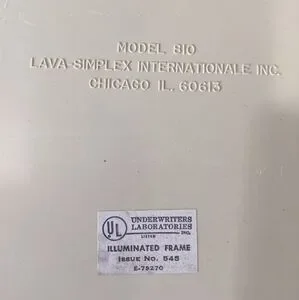 MODEL 810
LAVA-SIMPLEX INTERNATIONALE INC.
CHICAGO IL. 60613
UL
UNDERWRITERS
LABORATORIES
INC.
LISTED
ILLUMINATED FRAME
ISSUE No. 545
E-79270